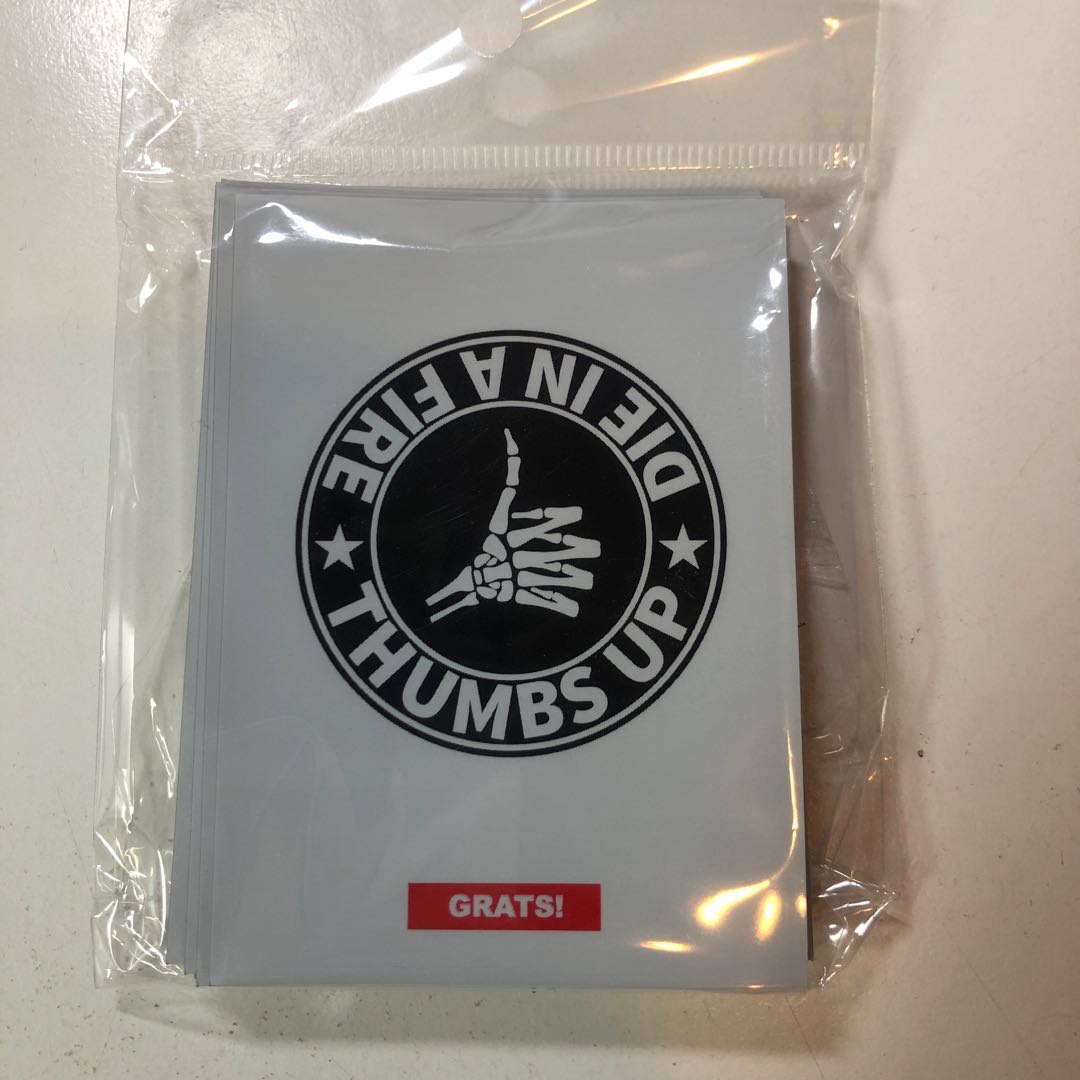 DIE IN A FIRE
THUMBS UP
GRATS!